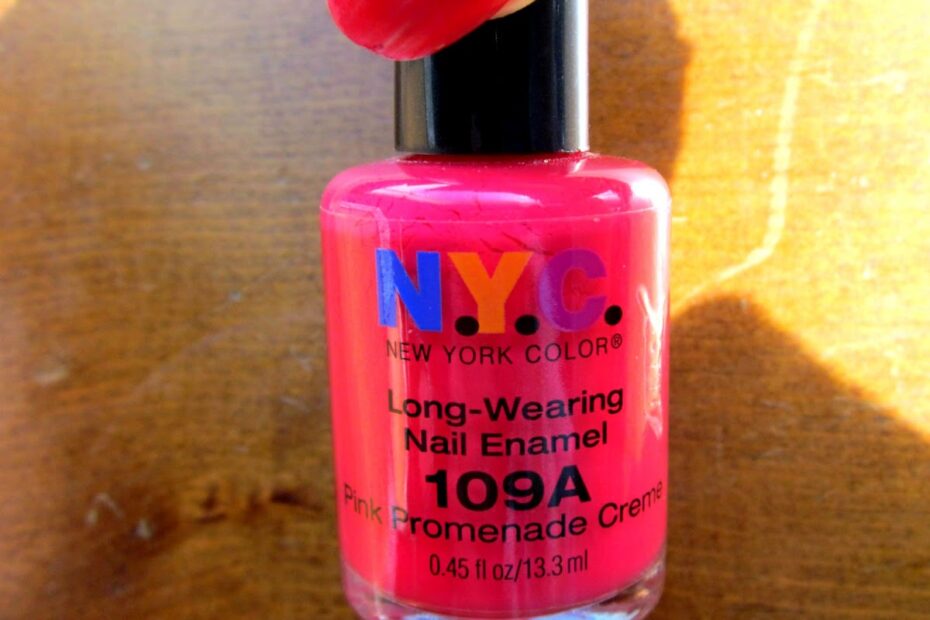 N.Y.C.
NEW YORK COLOR®
Long-Wearing
Nail Enamel
109A
Pink Promenade Creme
0.45 fl oz/13.3 ml